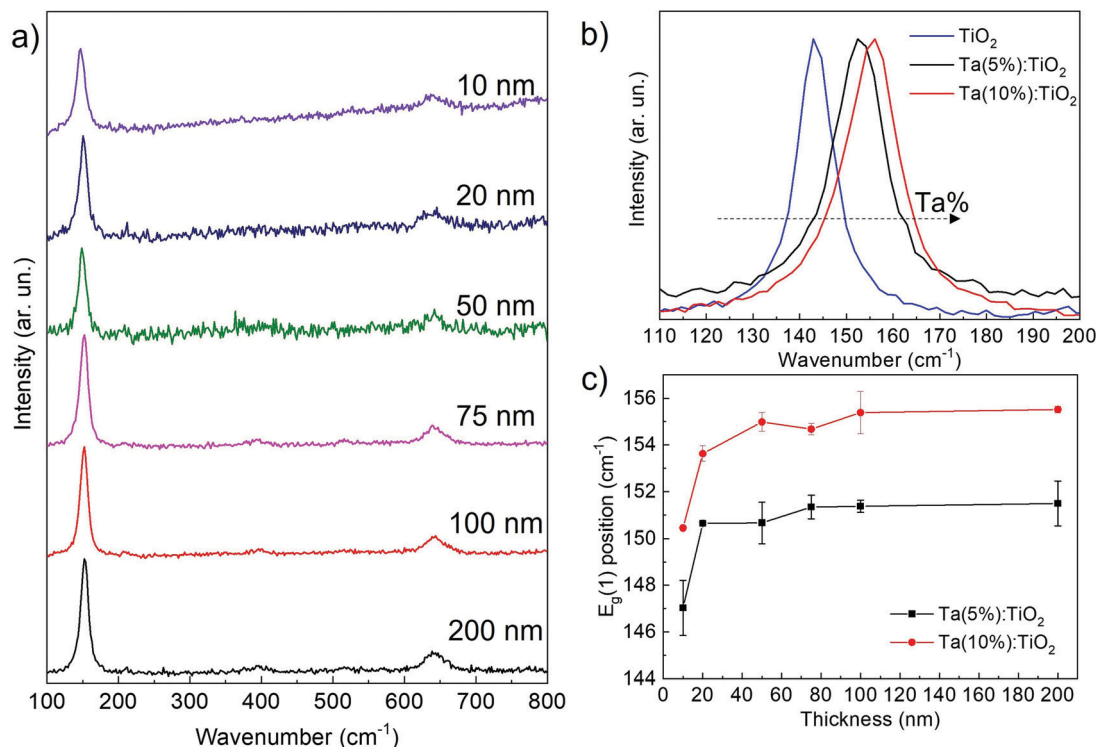 a)
Intensity (ar. un.)
10 nm
20 nm
50 nm
75 nm
100 nm
200 nm
100 200 300 400 500 600 700 800
Wavenumber (cm⁻¹)
b)
Intensity (ar. un.)
TiO₂
Ta(5%):TiO₂
Ta(10%):TiO₂
Ta%
110 120 130 140 150 160 170 180 190 200
Wavenumber (cm⁻¹)
c)
E_g(1) position (cm⁻¹)
156
154
152
151
148
146
144
Ta(5%):TiO₂
Ta(10%):TiO₂
0 20 40 60 80 100 120 140 160 180 200
Thickness (nm)